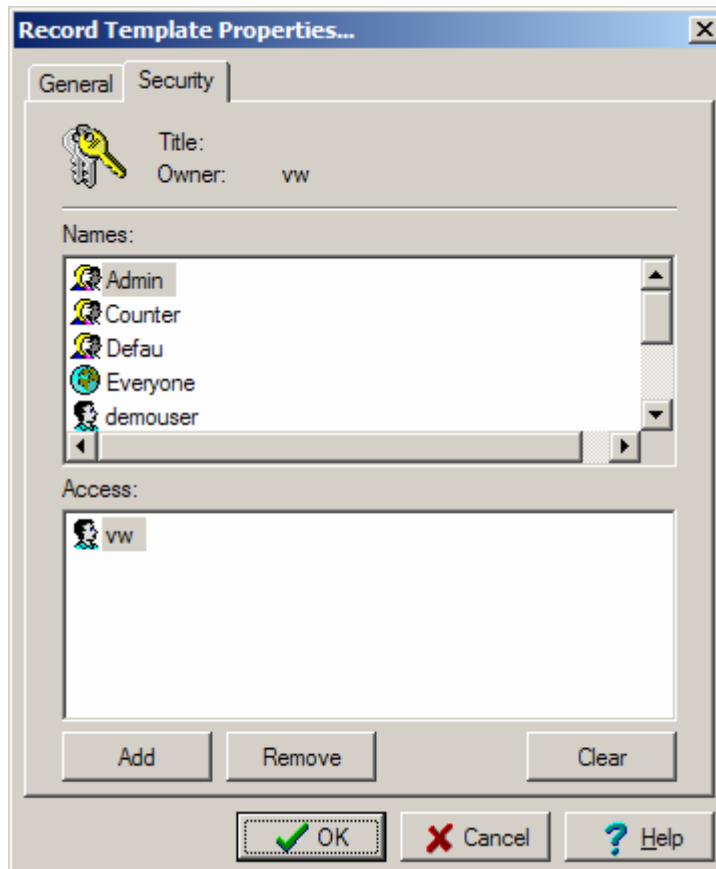 Record Template Properties...
General Security
Title:
Owner: vw
Names:
Admin
Counter
Defau
Everyone
demouser
Access:
vw
Add Remove Clear
OK Cancel Help